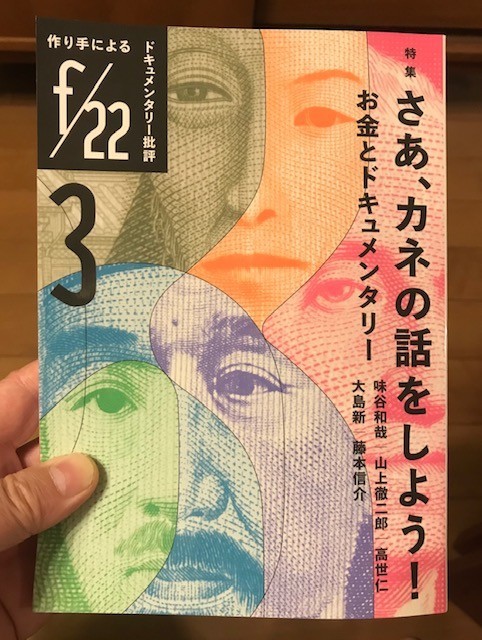 作り手による
ドキュメンタリー批評
f/22
3
特集
さあ、カネの話をしよう!
お金とドキュメンタリー
味谷和哉 山上徹二郎 高世仁
大島新 藤本信介